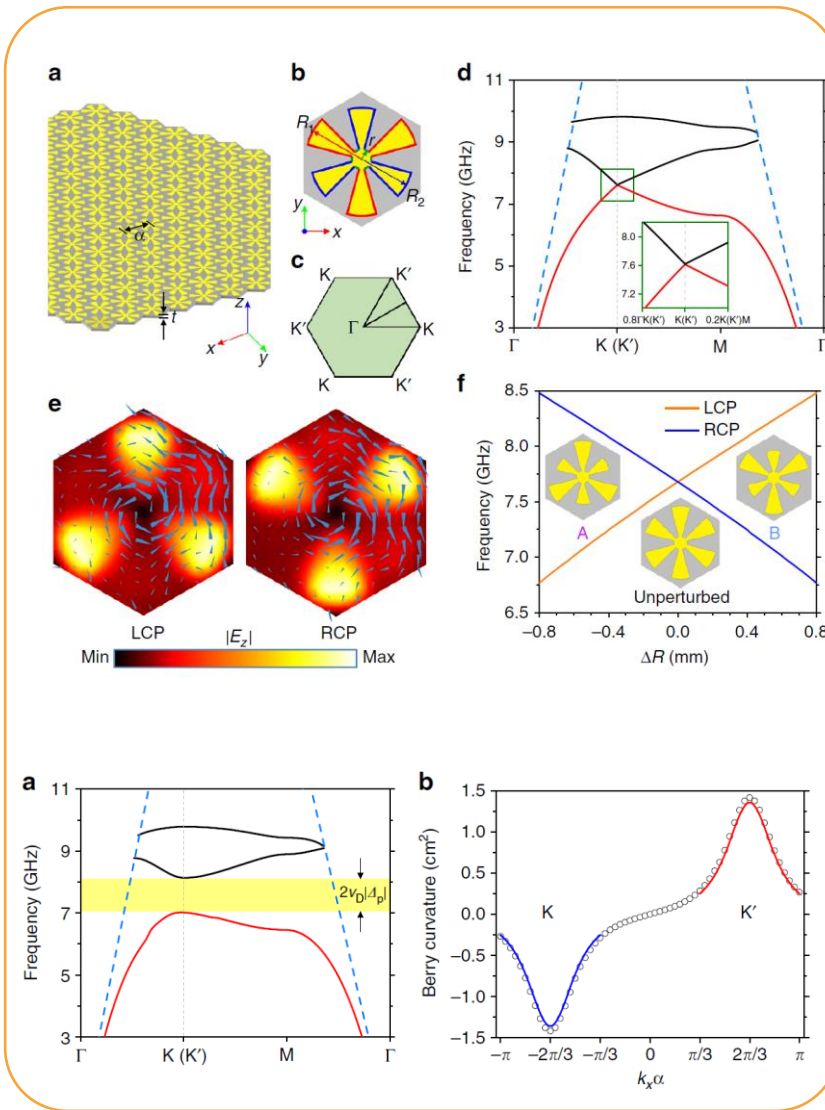 a
α
t
z
x
y
b
R1
r
R2
y
x
c
K
K′
K′
Γ
K
K
K′
d
Frequency (GHz)
11
9
7
5
3
Γ
K (K′)
M
Γ
8.0
7.6
7.2
0.8ΓK(K′)
K(K′)
0.2K(K′)M
e
LCP
|Ez|
RCP
Min
Max
f
Frequency (GHz)
8.5
8.0
7.5
7.0
6.5
LCP
RCP
A
B
Unperturbed
−0.8
−0.4
0.0
0.4
0.8
ΔR (mm)
a
Frequency (GHz)
11
9
7
5
3
2vD|Δp|
Γ
K (K′)
M
Γ
b
Berry curvature (cm²)
1.5
1.0
0.5
0.0
−0.5
−1.0
−1.5
K
K′
−π
−2π/3
−π/3
0
π/3
2π/3
π
kxα